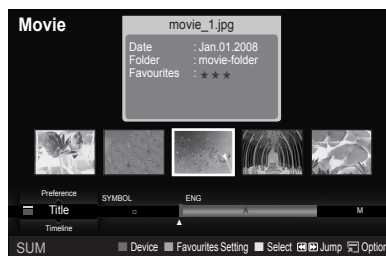 Movie
movie_1.jpg
Date : Jan.01.2008
Folder : movie-folder
Favourites : ★ ★ ★
Preference
SYMBOL ENG
Title □ A M
Timeline
SUM Device Favourites Setting Select Jump Option